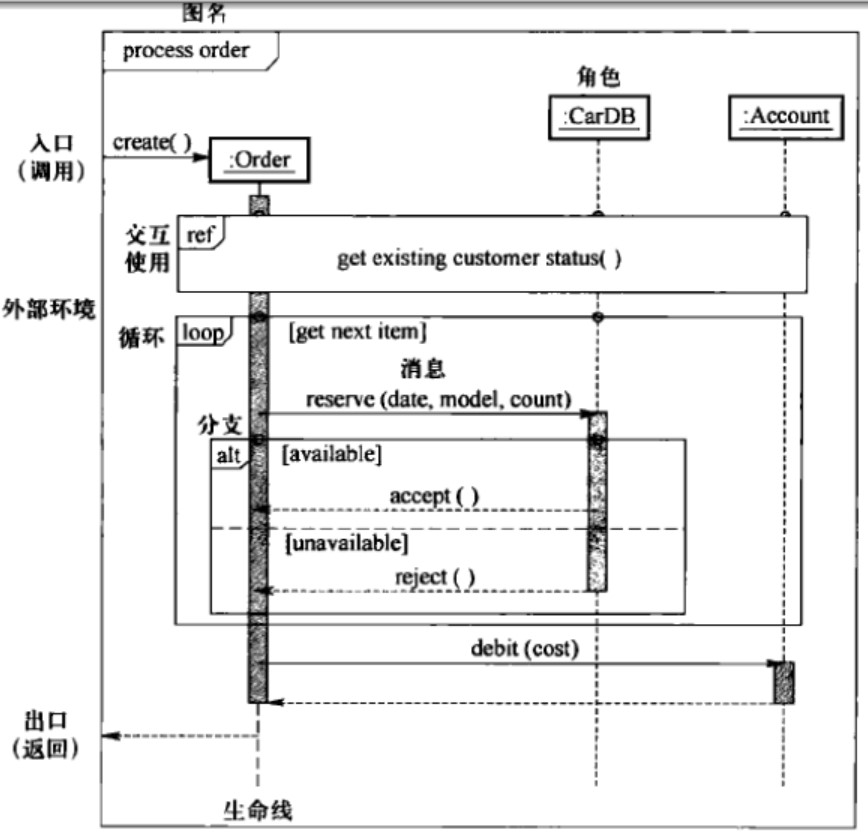 图名
process order
角色
:CarDB
:Account
入口
(调用)
create( )
:Order
交互
使用
ref
get existing customer status( )
外部环境
循环
loop
[get next item]
消息
reserve (date, model, count)
分支
alt
[available]
accept ( )
[unavailable]
reject ( )
debit (cost)
出口
(返回)
生命线